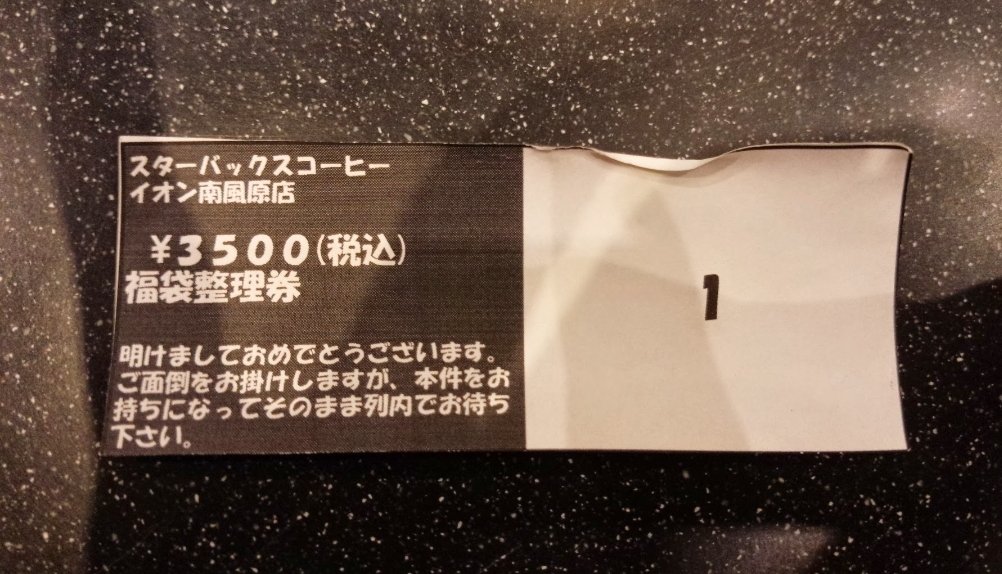 スターバックスコーヒー
イオン南風原店
¥3500(税込)
福袋整理券
明けましておめでとうございます。
ご面倒をお掛けしますが、本件をお
持ちになってそのまま列内でお待ち
下さい。
1